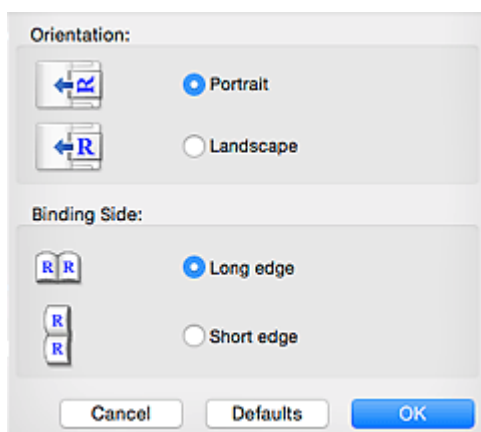 Orientation:
R
Portrait
R
Landscape
Binding Side:
R R
Long edge
R
R
Short edge
Cancel Defaults OK